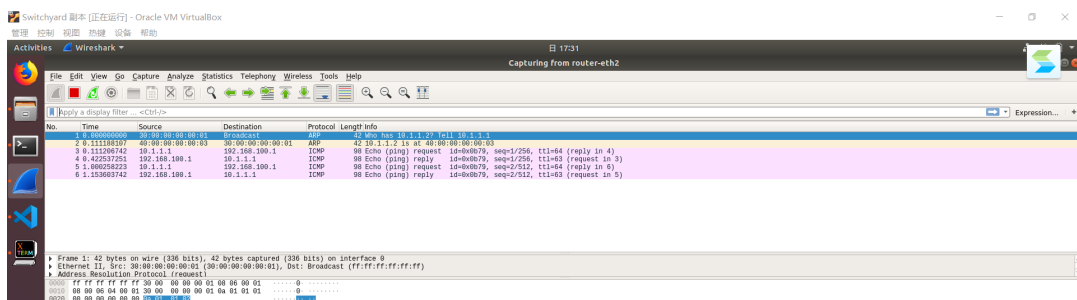 Switchyard 副本 [正在运行] - Oracle VM VirtualBox
管理 控制 视图 热键 设备 帮助
Activities Wireshark 日 17:31
Capturing from router-eth2
File Edit View Go Capture Analyze Statistics Telephony Wireless Tools Help
Apply a display filter ... <Ctrl-/> Expression... +
No. Time Source Destination Protocol Length Info
1 0.000000000 30:00:00:00:00:01 Broadcast ARP 42 Who has 10.1.1.2? Tell 10.1.1.1
2 0.111188107 40:00:00:00:00:03 30:00:00:00:00:01 ARP 42 10.1.1.2 is at 40:00:00:00:00:03
3 0.111206742 10.1.1.1 192.168.100.1 ICMP 98 Echo (ping) request id=0x0b79, seq=1/256, ttl=64 (reply in 4)
4 0.422537251 192.168.100.1 10.1.1.1 ICMP 98 Echo (ping) reply id=0x0b79, seq=1/256, ttl=63 (request in 3)
5 1.000258223 10.1.1.1 192.168.100.1 ICMP 98 Echo (ping) request id=0x0b79, seq=2/512, ttl=64 (reply in 6)
6 1.153603742 192.168.100.1 10.1.1.1 ICMP 98 Echo (ping) reply id=0x0b79, seq=2/512, ttl=63 (request in 5)
Frame 1: 42 bytes on wire (336 bits), 42 bytes captured (336 bits) on interface 0
Ethernet II, Src: 30:00:00:00:00:01 (30:00:00:00:00:01), Dst: Broadcast (ff:ff:ff:ff:ff:ff)
Address Resolution Protocol (request)
0000 ff ff ff ff ff ff 30 00 00 00 00 01 08 06 00 01 ······0· ········
0010 08 00 06 04 00 01 30 00 00 00 00 01 0a 01 01 01 ······0· ········
0020 00 00 00 00 00 00 0a 01 01 02